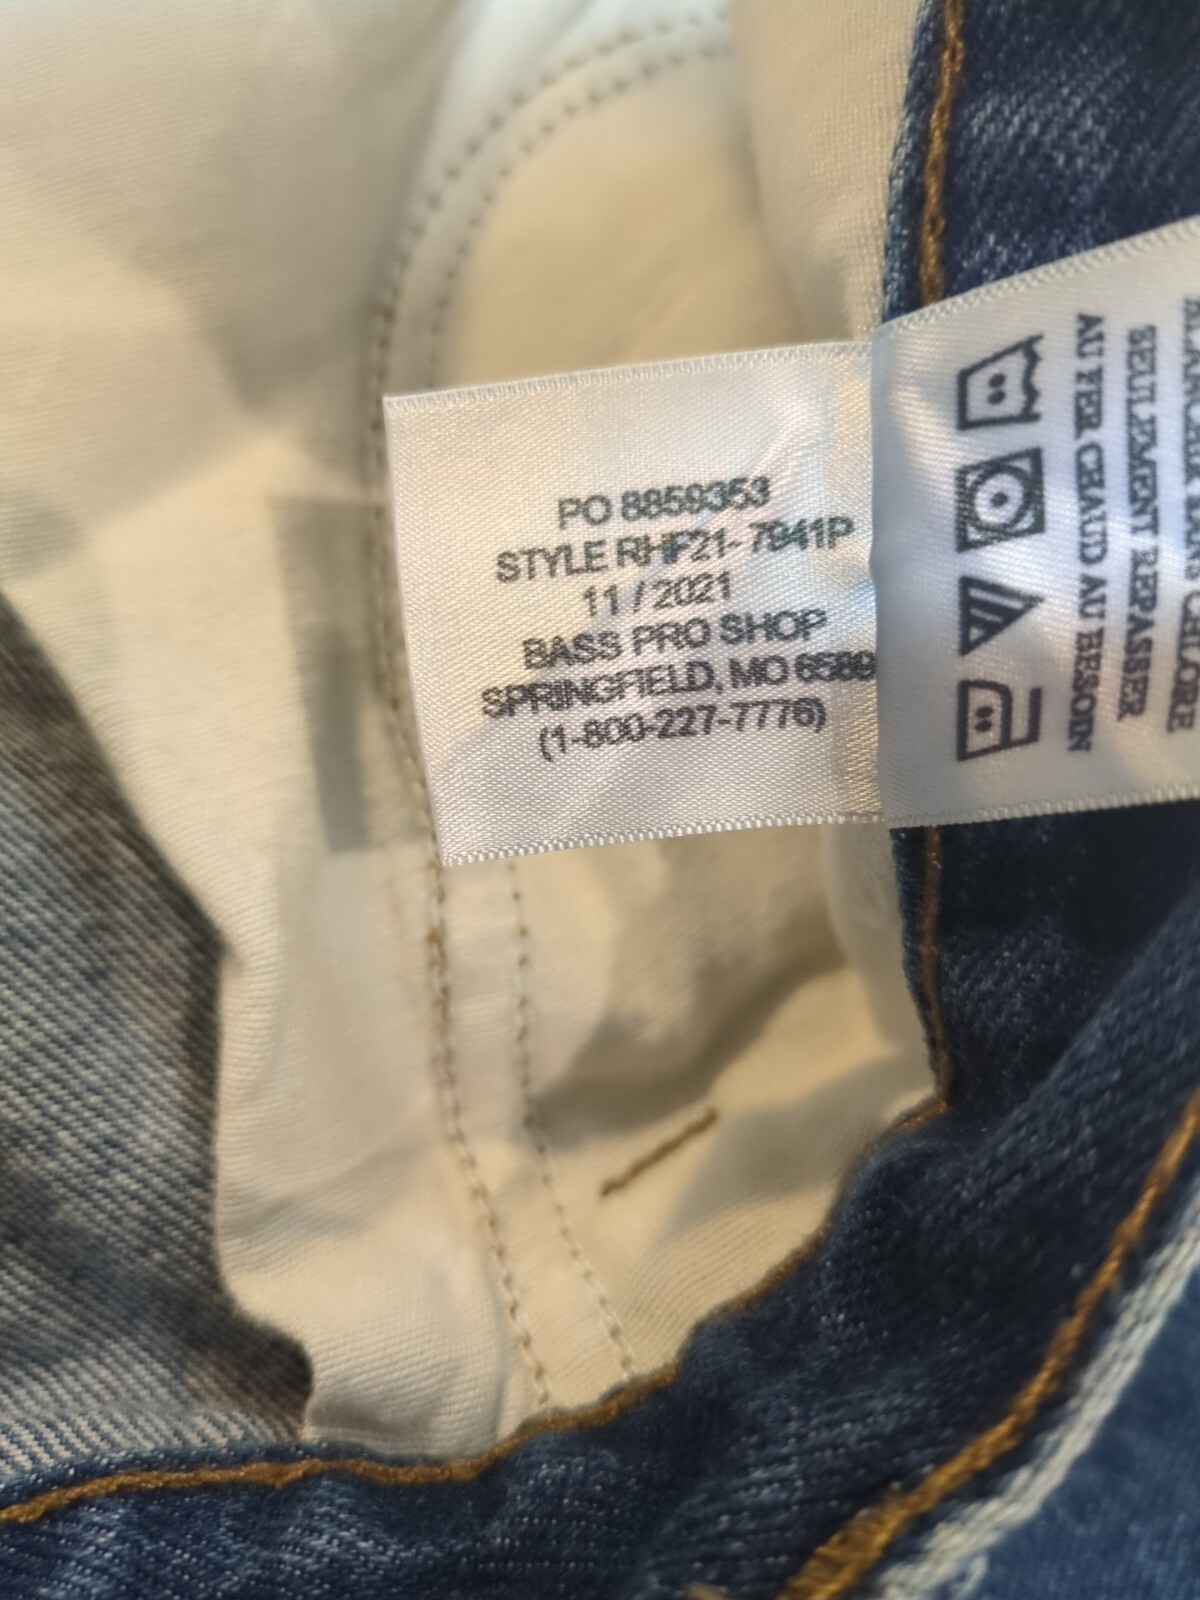 PO 8859353
STYLE RHF21-7941P
11 / 2021
BASS PRO SHOP
SPRINGFIELD, MO 6589
(1-800-227-7776)
SEULEMENT REPASSER
AU FER CHAUD AU BESOIN